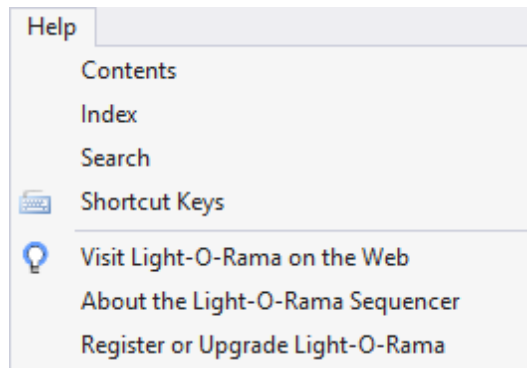 Help
Contents
Index
Search
Shortcut Keys
Visit Light-O-Rama on the Web
About the Light-O-Rama Sequencer
Register or Upgrade Light-O-Rama